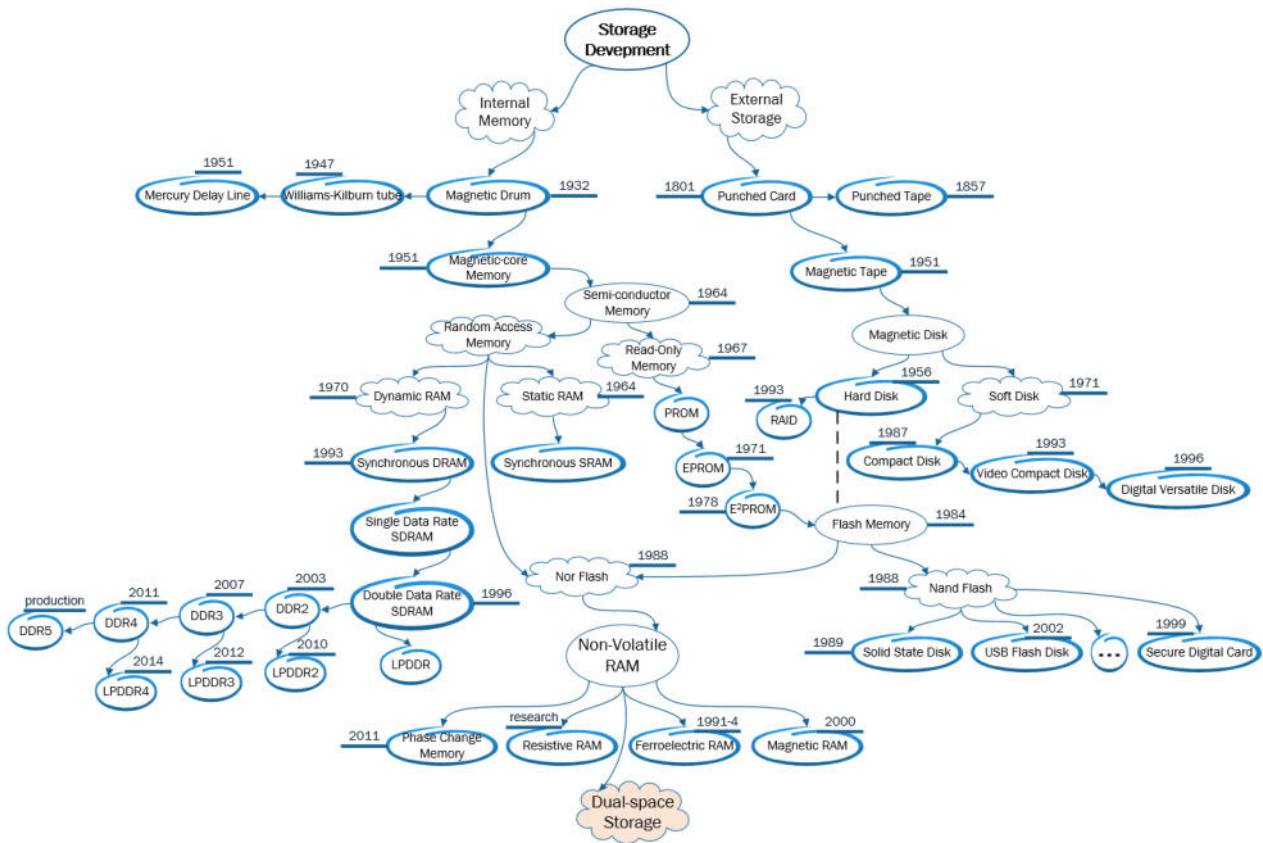 Storage
Devepment
Internal
Memory
External
Storage
1951
1947
Mercury Delay Line
Williams-Kilburn tube
Magnetic Drum
1932
1801
Punched Card
Punched Tape
1857
1951
Magnetic-core
Memory
Magnetic Tape
1951
Semi-conductor
Memory
1964
Random Access
Memory
Read-Only
Memory
1967
Magnetic Disk
1970
Dynamic RAM
Static RAM
1964
PROM
1993
RAID
1956
Hard Disk
Soft Disk
1971
1993
Synchronous DRAM
Synchronous SRAM
EPROM
1971
1987
Compact Disk
1993
Video Compact Disk
1996
Digital Versatile Disk
1978
E²PROM
Flash Memory
1984
Single Data Rate
SDRAM
Nor Flash
1988
1988
Nand Flash
production
DDR5
2011
DDR4
2007
DDR3
2003
DDR2
Double Data Rate
SDRAM
1996
2014
LPDDR4
2012
LPDDR3
2010
LPDDR2
LPDDR
Non-Volatile
RAM
1989
Solid State Disk
2002
USB Flash Disk
...
1999
Secure Digital Card
2011
Phase Change
Memory
research
Resistive RAM
1991-4
Ferroelectric RAM
2000
Magnetic RAM
Dual-space
Storage